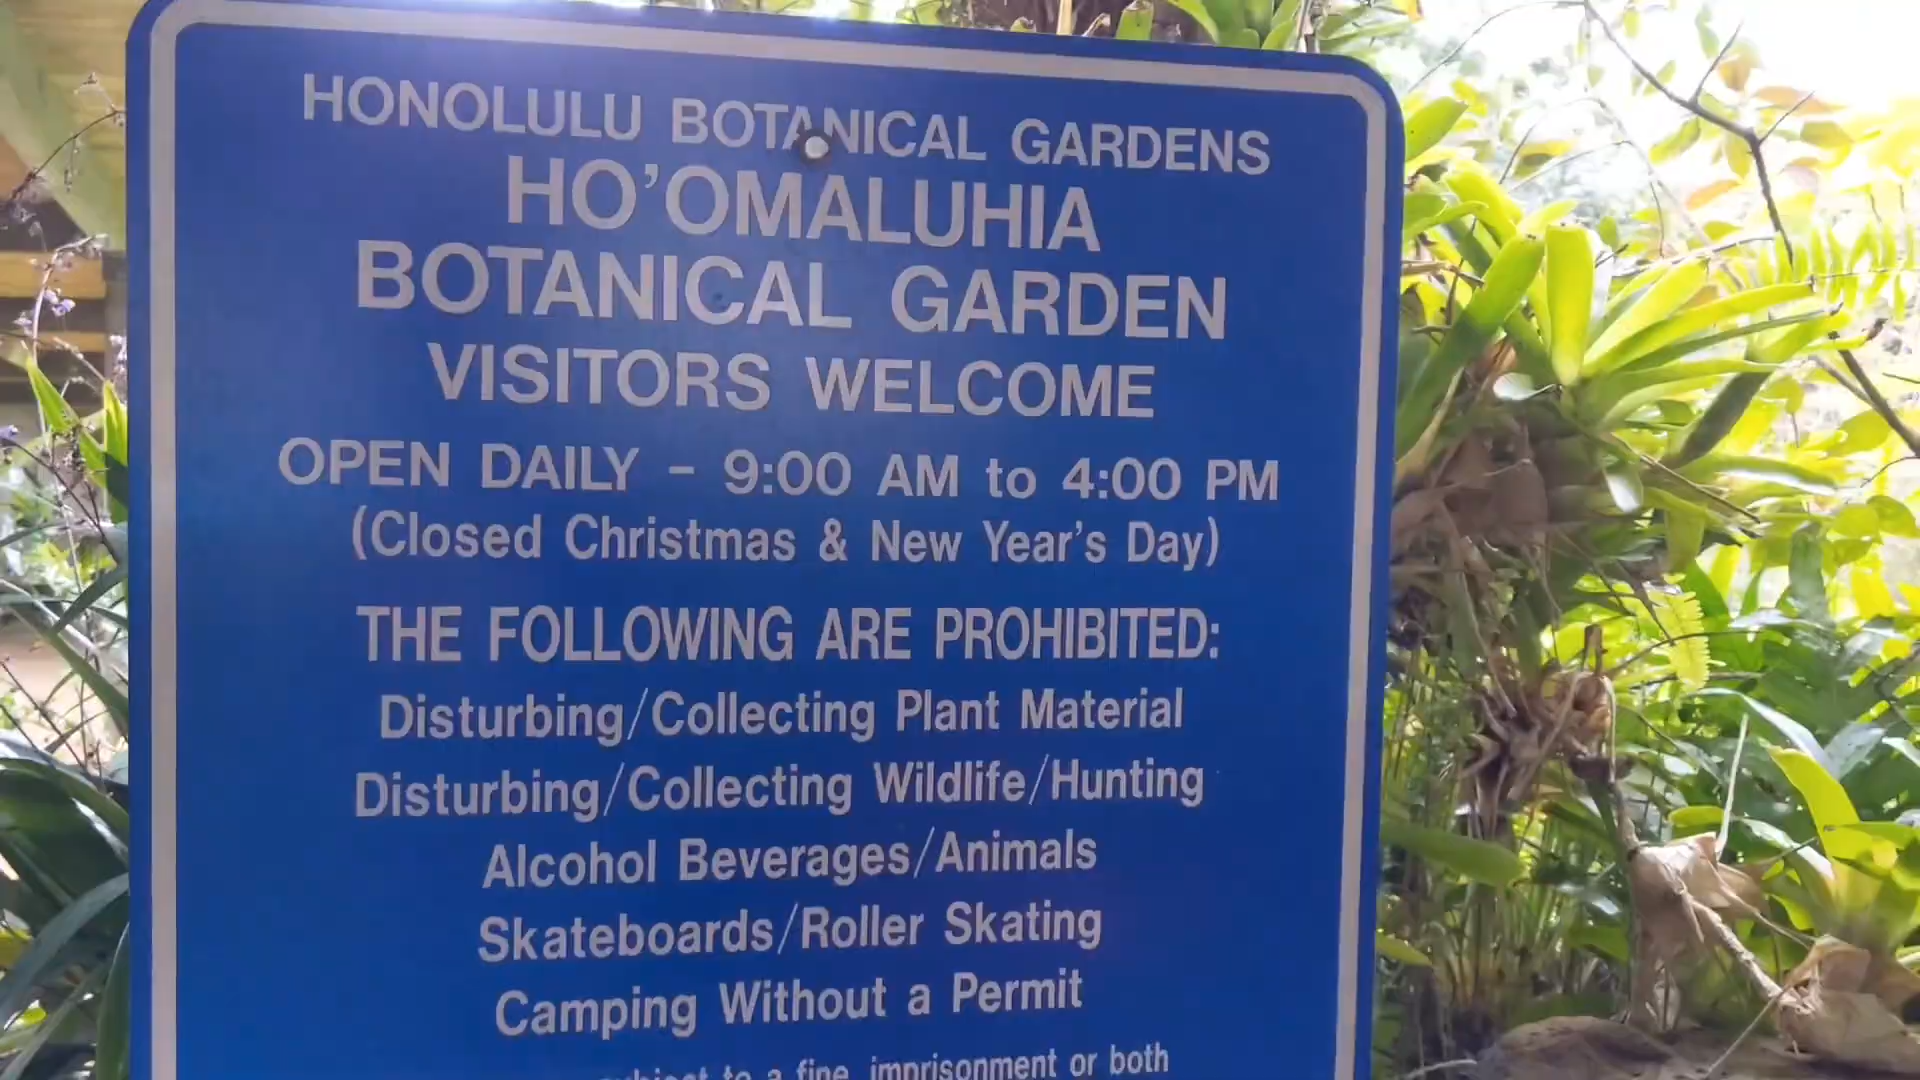 HONOLULU BOTANICAL GARDENS
HO'OMALUHIA
BOTANICAL GARDEN
VISITORS WELCOME
OPEN DAILY - 9:00 AM to 4:00 PM
(Closed Christmas & New Year's Day)
THE FOLLOWING ARE PROHIBITED:
Disturbing/Collecting Plant Material
Disturbing/Collecting Wildlife/Hunting
Alcohol Beverages/Animals
Skateboards/Roller Skating
Camping Without a Permit
subject to a fine, imprisonment or both